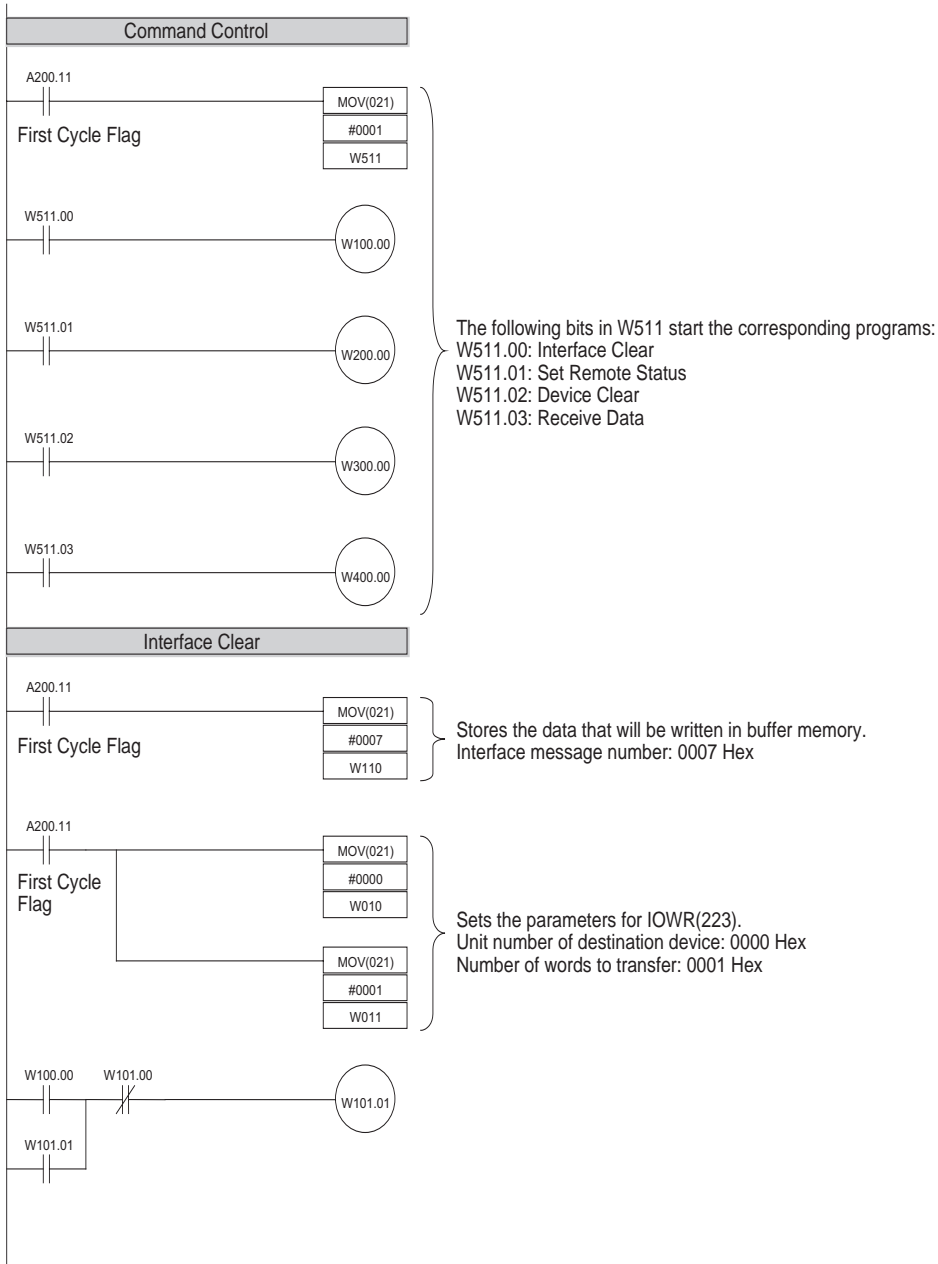 Command Control
A200.11
First Cycle Flag
MOV(021)
#0001
W511
W511.00
W100.00
W511.01
W200.00
W511.02
W300.00
W511.03
W400.00
The following bits in W511 start the corresponding programs:
W511.00: Interface Clear
W511.01: Set Remote Status
W511.02: Device Clear
W511.03: Receive Data
Interface Clear
A200.11
First Cycle Flag
MOV(021)
#0007
W110
Stores the data that will be written in buffer memory.
Interface message number: 0007 Hex
A200.11
First Cycle
Flag
MOV(021)
#0000
W010
MOV(021)
#0001
W011
Sets the parameters for IOWR(223).
Unit number of destination device: 0000 Hex
Number of words to transfer: 0001 Hex
W100.00
W101.00
W101.01
W101.01